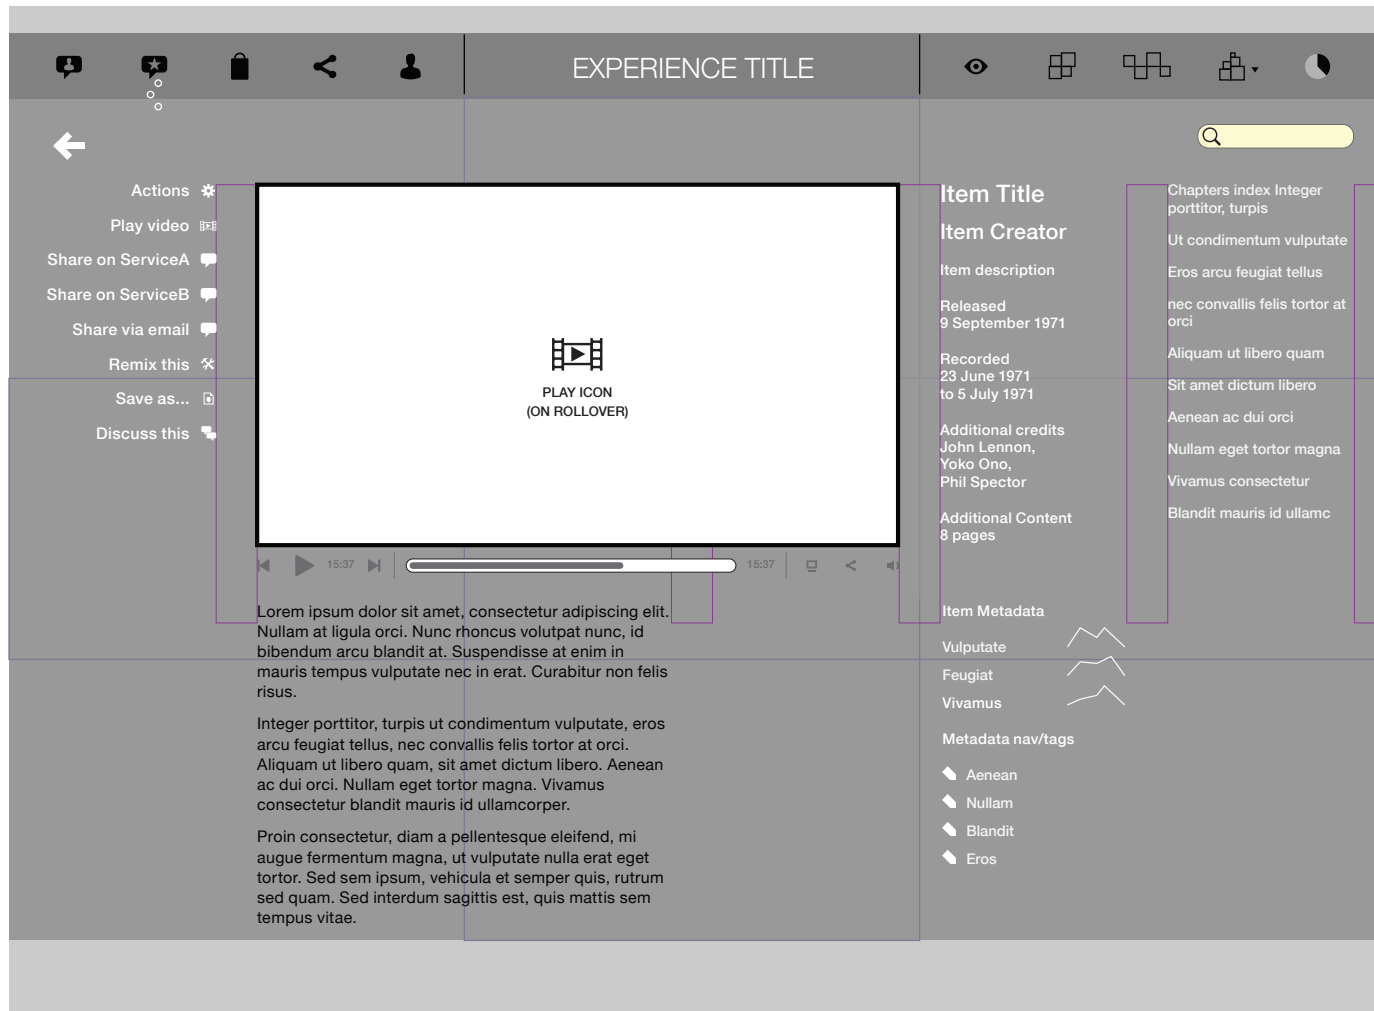 EXPERIENCE TITLE
Actions
Play video
Share on ServiceA
Share on ServiceB
Share via email
Remix this
Save as...
Discuss this
PLAY ICON
(ON ROLLOVER)
15:37
15:37
Lorem ipsum dolor sit amet, consectetur adipiscing elit.
Nullam at ligula orci. Nunc rhoncus volutpat nunc, id
bibendum arcu blandit at. Suspendisse at enim in
mauris tempus vulputate nec in erat. Curabitur non felis
risus.
Integer porttitor, turpis ut condimentum vulputate, eros
arcu feugiat tellus, nec convallis felis tortor at orci.
Aliquam ut libero quam, sit amet dictum libero. Aenean
ac dui orci. Nullam eget tortor magna. Vivamus
consectetur blandit mauris id ullamcorper.
Proin consectetur, diam a pellentesque eleifend, mi
augue fermentum magna, ut vulputate nulla erat eget
tortor. Sed sem ipsum, vehicula et semper quis, rutrum
sed quam. Sed interdum sagittis est, quis mattis sem
tempus vitae.
Item Title
Item Creator
Item description
Released
9 September 1971
Recorded
23 June 1971
to 5 July 1971
Additional credits
John Lennon,
Yoko Ono,
Phil Spector
Additional Content
8 pages
Item Metadata
Vulputate
Feugiat
Vivamus
Metadata nav/tags
Aenean
Nullam
Blandit
Eros
Chapters index Integer
porttitor, turpis
Ut condimentum vulputate
Eros arcu feugiat tellus
nec convallis felis tortor at
orci
Aliquam ut libero quam
Sit amet dictum libero
Aenean ac dui orci
Nullam eget tortor magna
Vivamus consectetur
Blandit mauris id ullamc